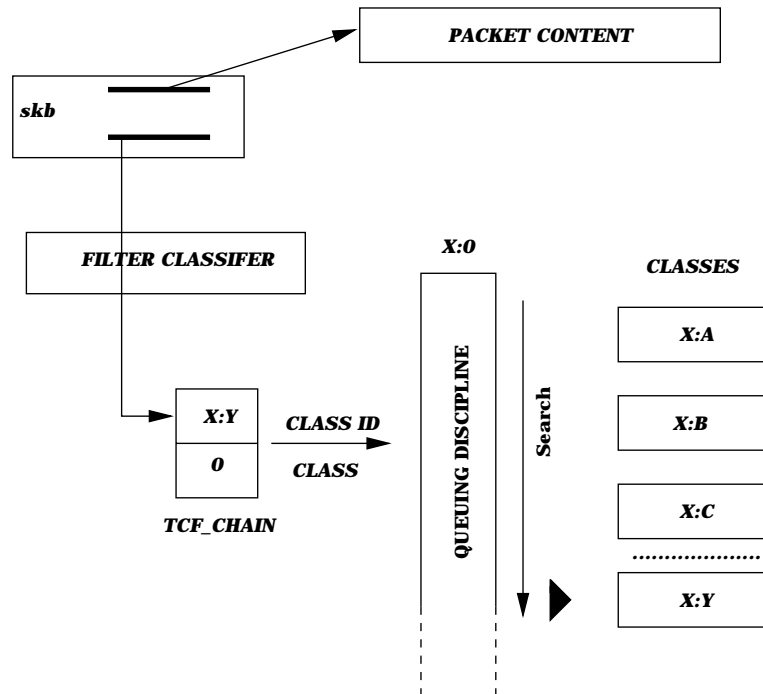 PACKET CONTENT
skb
FILTER CLASSIFER
X:0
CLASSES
X:A
QUEUING DISCIPLINE
Search
X:Y
CLASS ID
X:B
0
CLASS
X:C
TCF_CHAIN
....................
X:Y